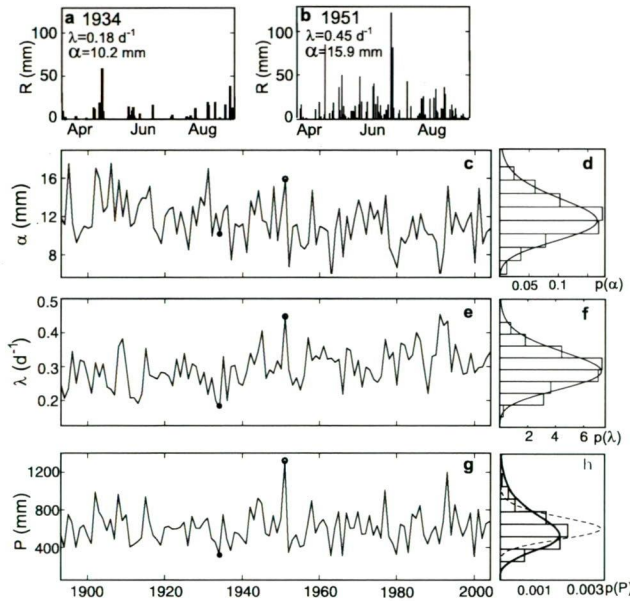 a 1934
λ=0.18 d⁻¹
α=10.2 mm
R (mm)
100
50
0
Apr Jun Aug
b 1951
λ=0.45 d⁻¹
α=15.9 mm
R (mm)
100
50
0
Apr Jun Aug
c
α (mm)
16
12
8
d
0.05 0.1 p(α)
e
λ (d⁻¹)
0.5
0.4
0.3
0.2
f
2 4 6 p(λ)
g
P (mm)
1200
800
400
1900 1920 1940 1960 1980 2000
h
0.001 0.003 p(P)